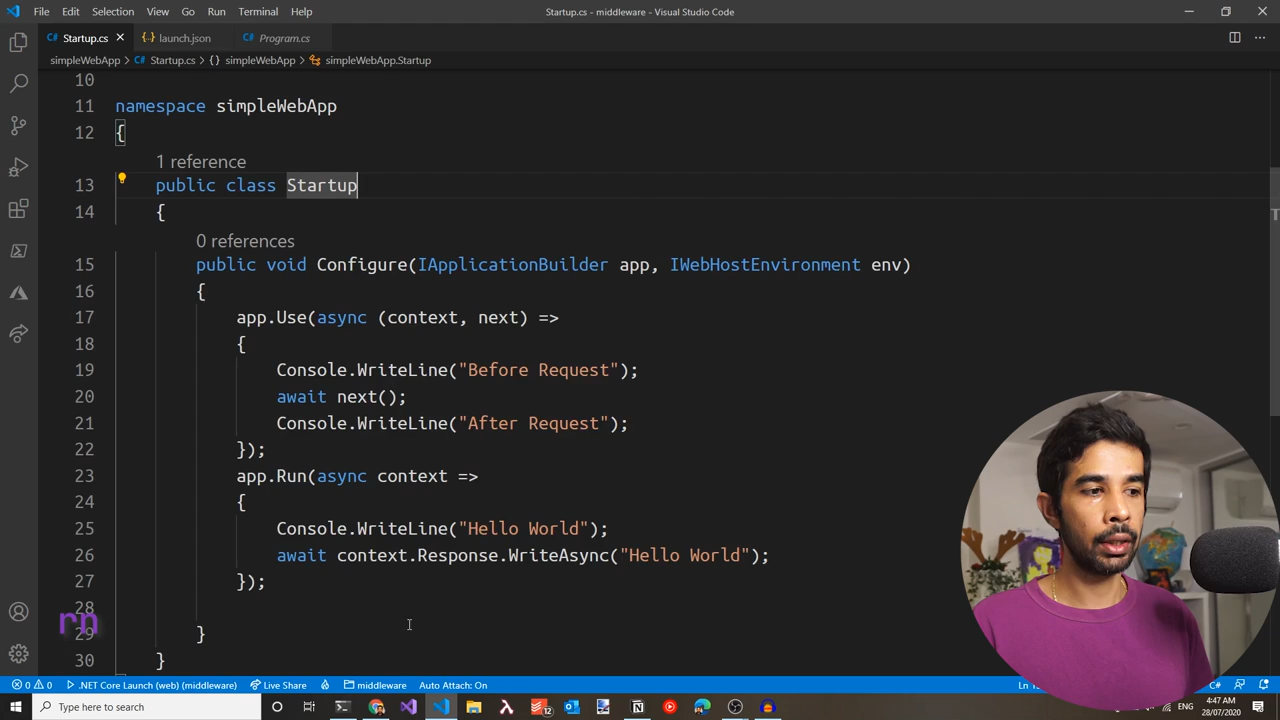 File Edit Selection View Go Run Terminal Help Startup.cs - middleware - Visual Studio Code
Startup.cs launch.json Program.cs
simpleWebApp > Startup.cs > {} simpleWebApp > simpleWebApp.Startup
10
11 namespace simpleWebApp
12 {
1 reference
13 public class Startup
14 {
0 references
15 public void Configure(IApplicationBuilder app, IWebHostEnvironment env)
16 {
17 app.Use(async (context, next) =>
18 {
19 Console.WriteLine("Before Request");
20 await next();
21 Console.WriteLine("After Request");
22 });
23 app.Run(async context =>
24 {
25 Console.WriteLine("Hello World");
26 await context.Response.WriteAsync("Hello World");
27 });
28
rn
29 }
30 }
0 0 .NET Core Launch (web) (middleware) Live Share middleware Auto Attach: On C#
Type here to search 12 ENG 4:47 AM
28/07/2020